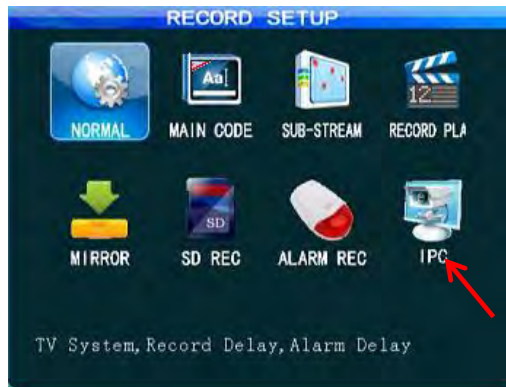 RECORD SETUP
Aa
12
NORMAL MAIN CODE SUB-STREAM RECORD PLA
SD
MIRROR SD REC ALARM REC IPC
TV System,Record Delay,Alarm Delay